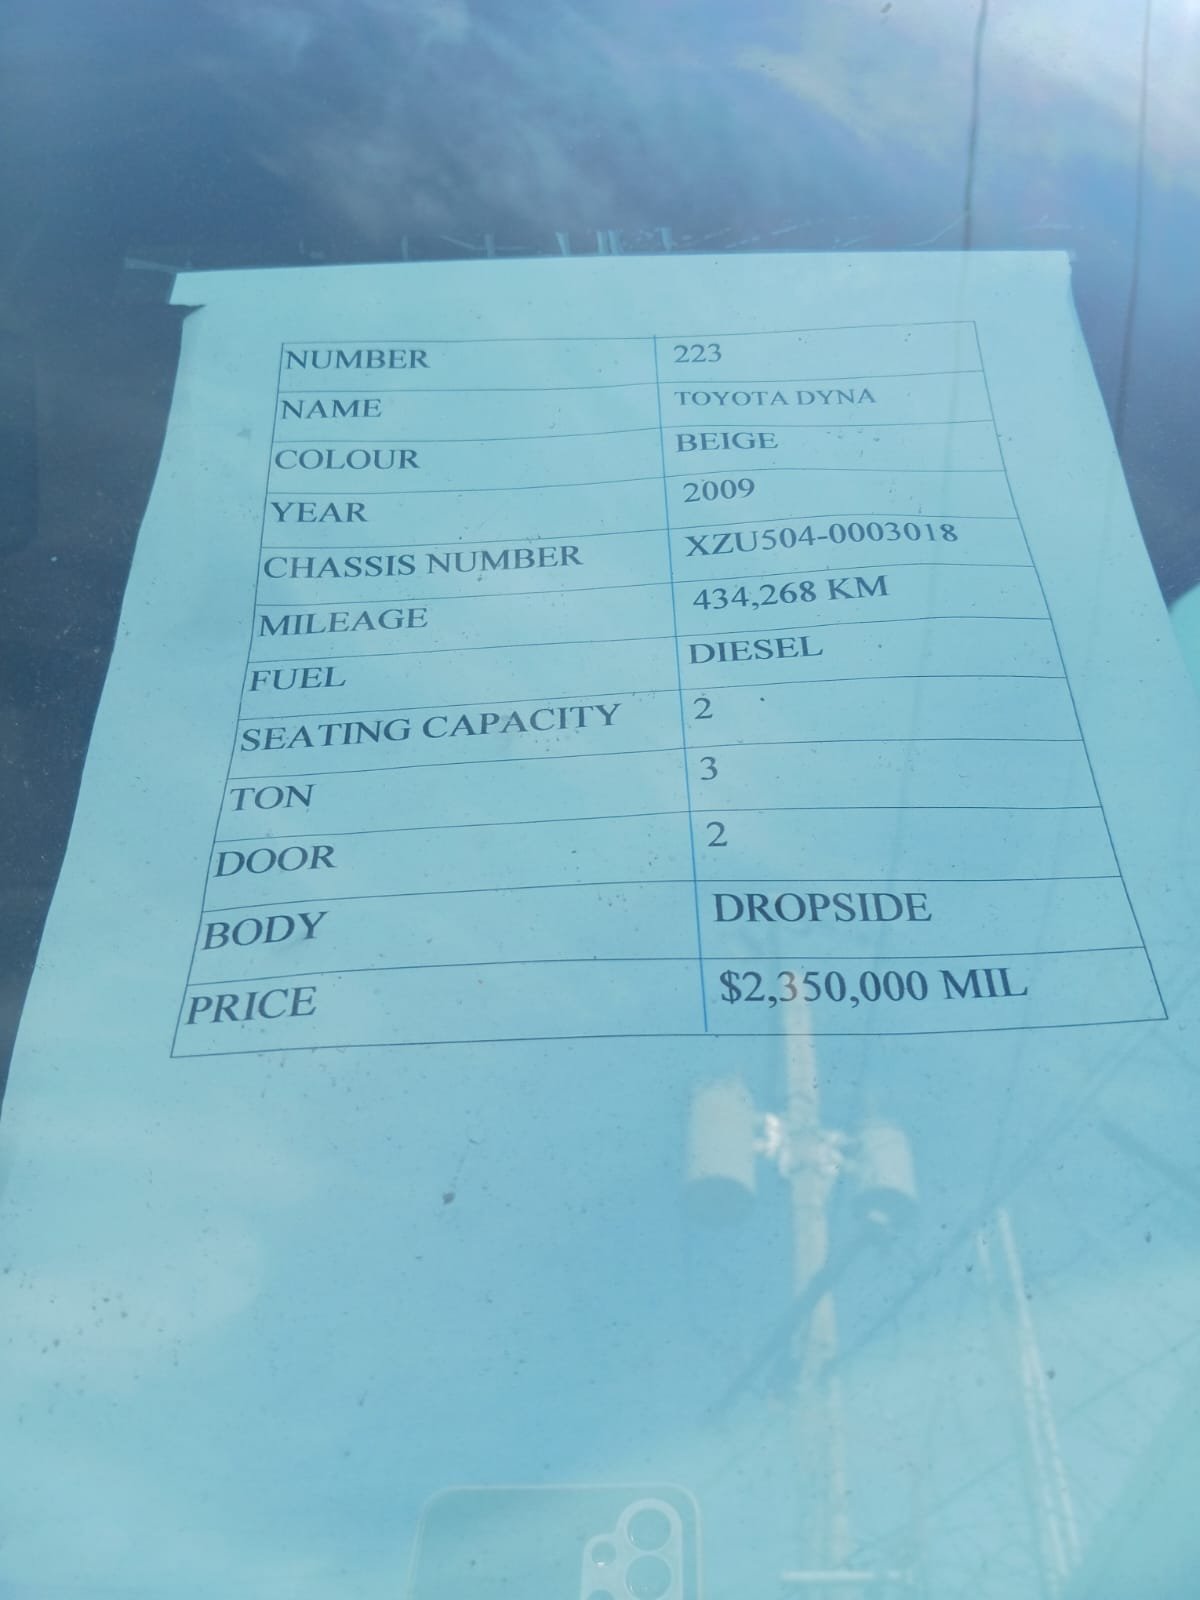 NUMBER 223
NAME TOYOTA DYNA
COLOUR BEIGE
YEAR 2009
CHASSIS NUMBER XZU504-0003018
MILEAGE 434,268 KM
FUEL DIESEL
SEATING CAPACITY 2
TON 3
DOOR 2
BODY DROPSIDE
PRICE $2,350,000 MIL